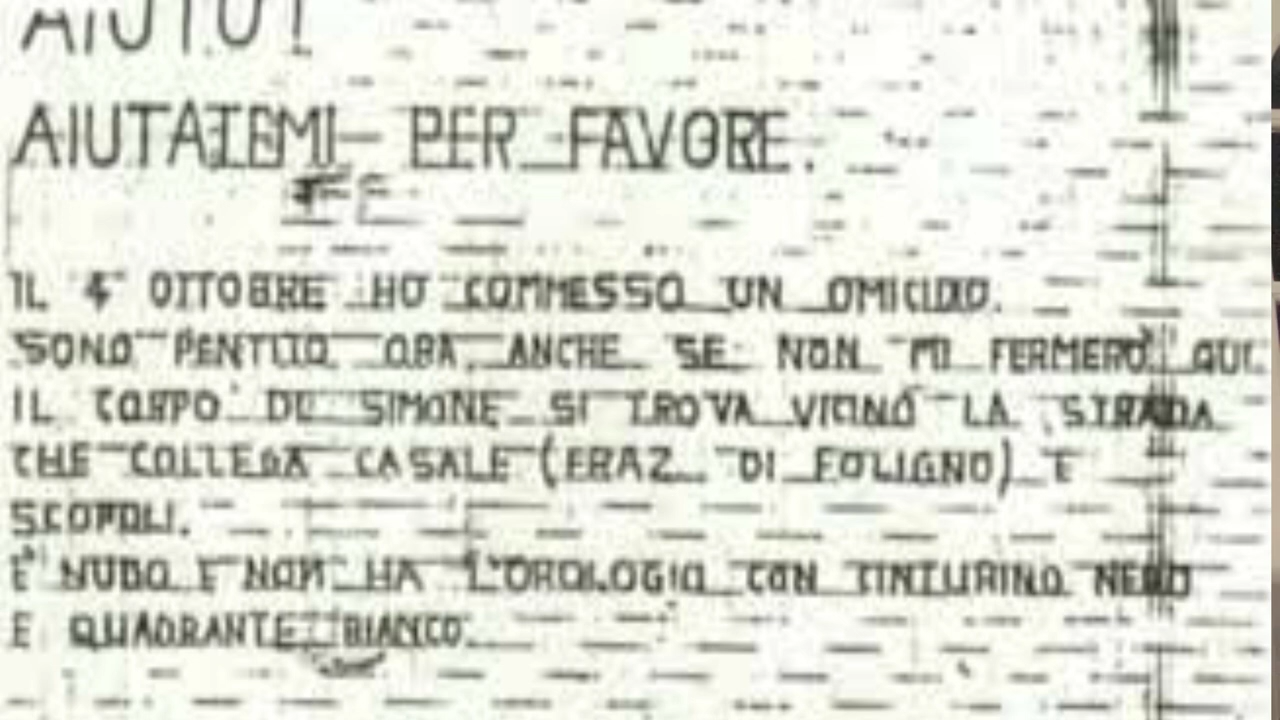 AIUTO!
AIUTATEMI PER FAVORE.
IL 4 OTTOBRE HO COMMESSO UN OMICIDIO.
SONO PENTITO ORA, ANCHE SE NON MI FERMERÒ QUI.
IL CORPO DI SIMONE SI TROVA VICINO LA STRADA
CHE COLLEGA CASALE (FRAZ. DI FOLIGNO) E
SCOPOLI.
E' NUDO E NON HA L'OROLOGIO CON CINTURINO NERO
E QUADRANTE BIANCO.